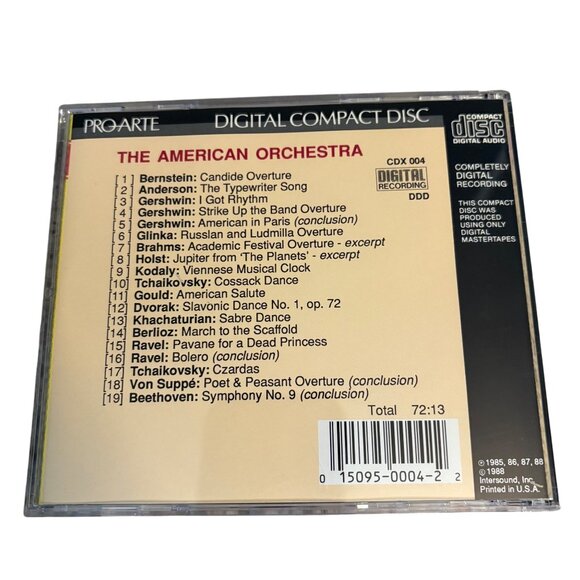 PRO ARTE DIGITAL COMPACT DISC
COMPACT
disc
DIGITAL AUDIO
THE AMERICAN ORCHESTRA
CDX 004
DIGITAL
RECORDING
DDD
[1] Bernstein: Candide Overture
[2] Anderson: The Typewriter Song
[3] Gershwin: I Got Rhythm
[4] Gershwin: Strike Up the Band Overture
[5] Gershwin: American in Paris (conclusion)
[6] Glinka: Russlan and Ludmilla Overture
[7] Brahms: Academic Festival Overture - excerpt
[8] Holst: Jupiter from 'The Planets' - excerpt
[9] Kodaly: Viennese Musical Clock
[10] Tchaikovsky: Cossack Dance
[11] Gould: American Salute
[12] Dvorak: Slavonic Dance No. 1, op. 72
[13] Khachaturian: Sabre Dance
[14] Berlioz: March to the Scaffold
[15] Ravel: Pavane for a Dead Princess
[16] Ravel: Bolero (conclusion)
[17] Tchaikovsky: Czardas
[18] Von Suppé: Poet & Peasant Overture (conclusion)
[19] Beethoven: Symphony No. 9 (conclusion)
Total 72:13
0 15095-0004-2 2
COMPLETELY
DIGITAL
RECORDING
THIS COMPACT
DISC WAS
PRODUCED
USING ONLY
DIGITAL
MASTERTAPES
℗ 1985, 86, 87, 88
© 1988
Intersound, Inc.
Printed in U.S.A.